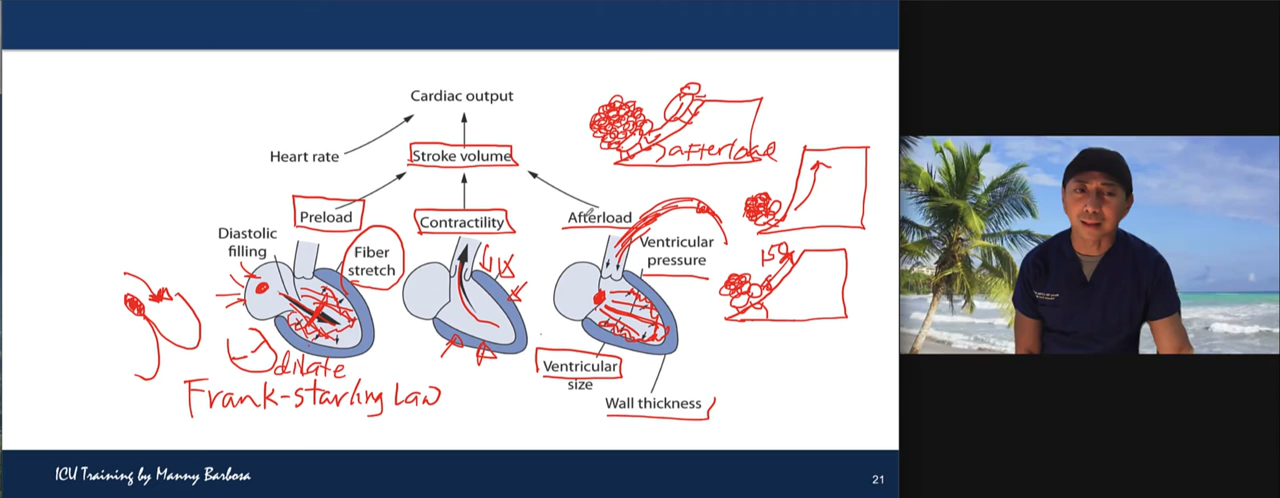 Cardiac output
Heart rate
Stroke volume
afterload
Preload
Contractility
Afterload
Diastolic
filling
Fiber
stretch
Ventricular
pressure
dilate
Frank-starling Law
Ventricular
size
Wall thickness
ICU Training by Manny Barbosa
21